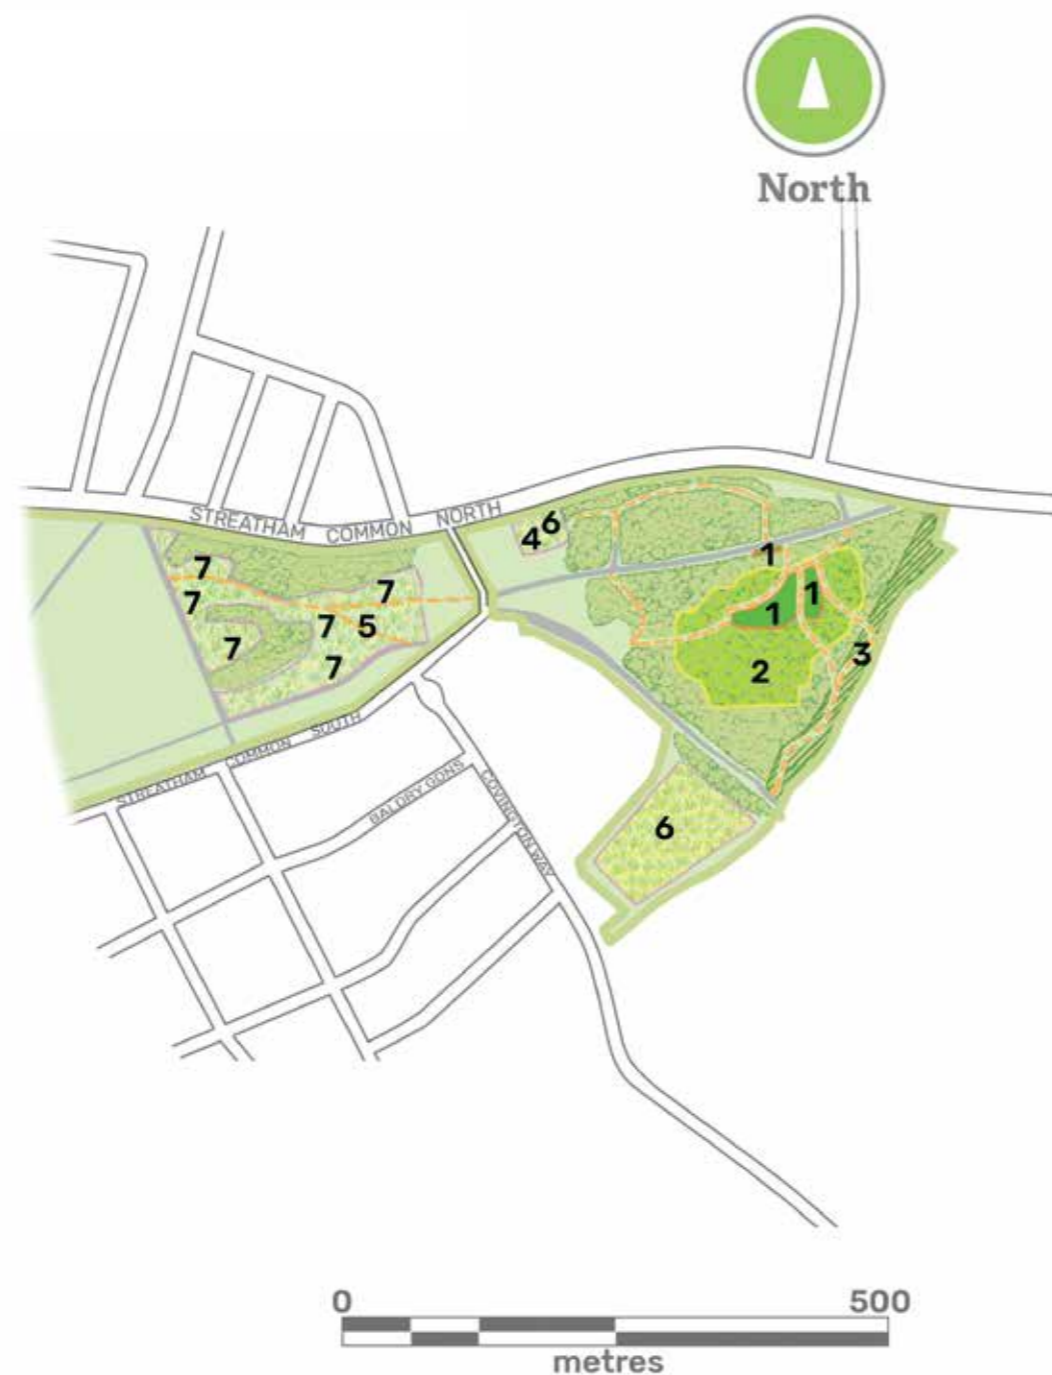 North
STREATHAM COMMON NORTH
4 6
1
1 1
2
3
7
7
7
7
7 5
7
STREATHAM COMMON SOUTH
BALDRY GDNS
COVINGTON WAY
6
0 500
metres